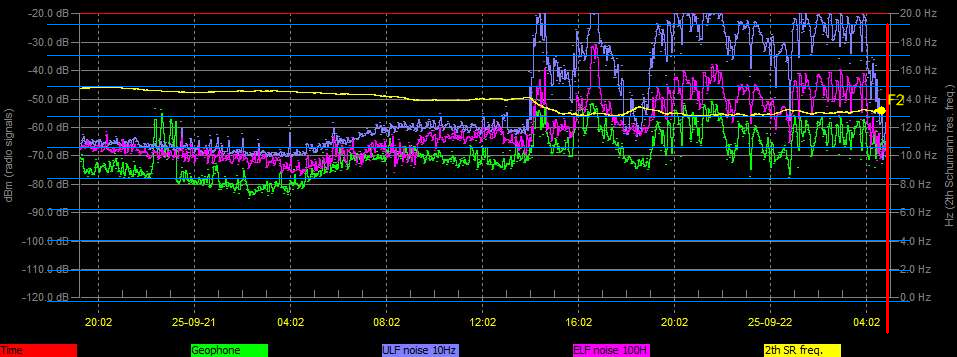 -20.0 dB 20.0 Hz
-30.0 dB 18.0 Hz
-40.0 dB 16.0 Hz
-50.0 dB 14.0 Hz
F2
-60.0 dB 12.0 Hz
-70.0 dB 10.0 Hz
-80.0 dB 8.0 Hz
-90.0 dB 6.0 Hz
-100.0 dB 4.0 Hz
-110.0 dB 2.0 Hz
-120.0 dB 0.0 Hz
dBm (radio signals)
Hz (2th Schumann res. freq.)
20:02 25-09-21 04:02 08:02 12:02 16:02 20:02 25-09-22 04:02
Time Geophone ULF noise 10Hz ELF noise 100H 2th SR freq.